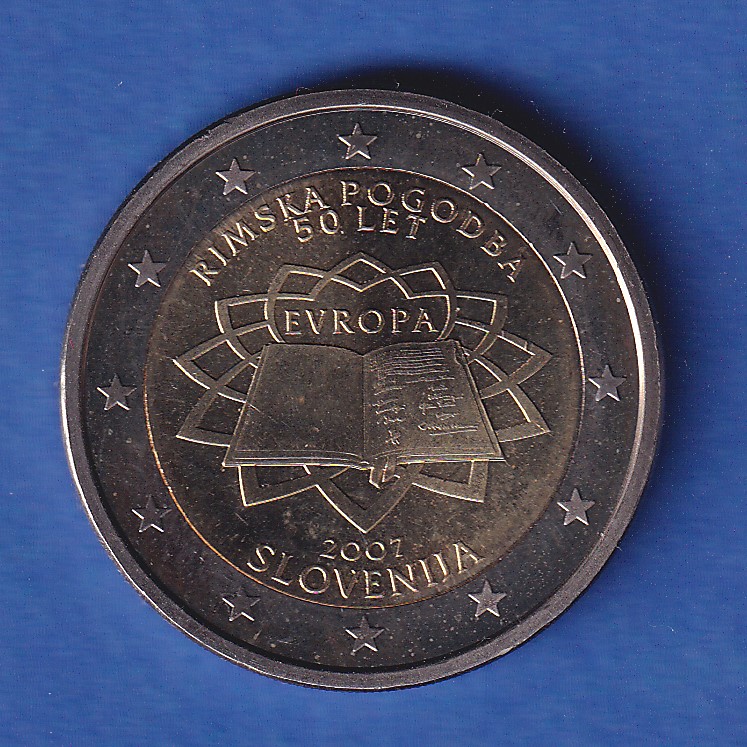 RIMSKA POGODBA
50 LET
EVROPA
2007
SLOVENIJA